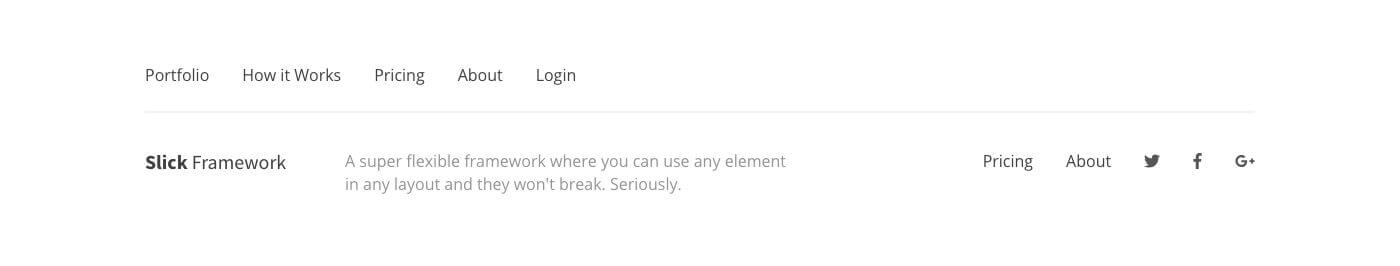 Portfolio How it Works Pricing About Login
Slick Framework
A super flexible framework where you can use any element
in any layout and they won't break. Seriously.
Pricing About G+